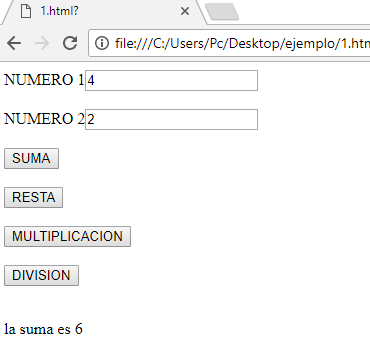 1.html?
file:///C:/Users/Pc/Desktop/ejemplo/1.htm
NUMERO 1 4
NUMERO 2 2
SUMA
RESTA
MULTIPLICACION
DIVISION
la suma es 6